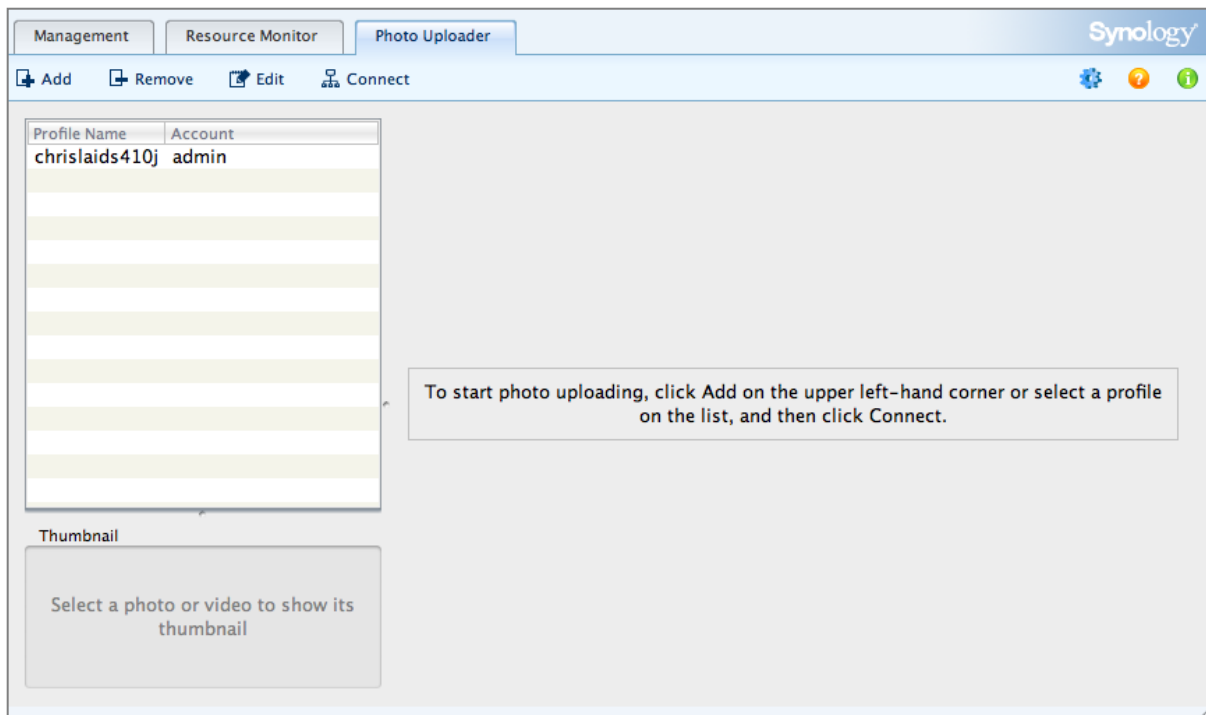 Management
Resource Monitor
Photo Uploader
Synology
Add
Remove
Edit
Connect
Profile Name
Account
chrislaids410j
admin
To start photo uploading, click Add on the upper left-hand corner or select a profile
on the list, and then click Connect.
Thumbnail
Select a photo or video to show its
thumbnail